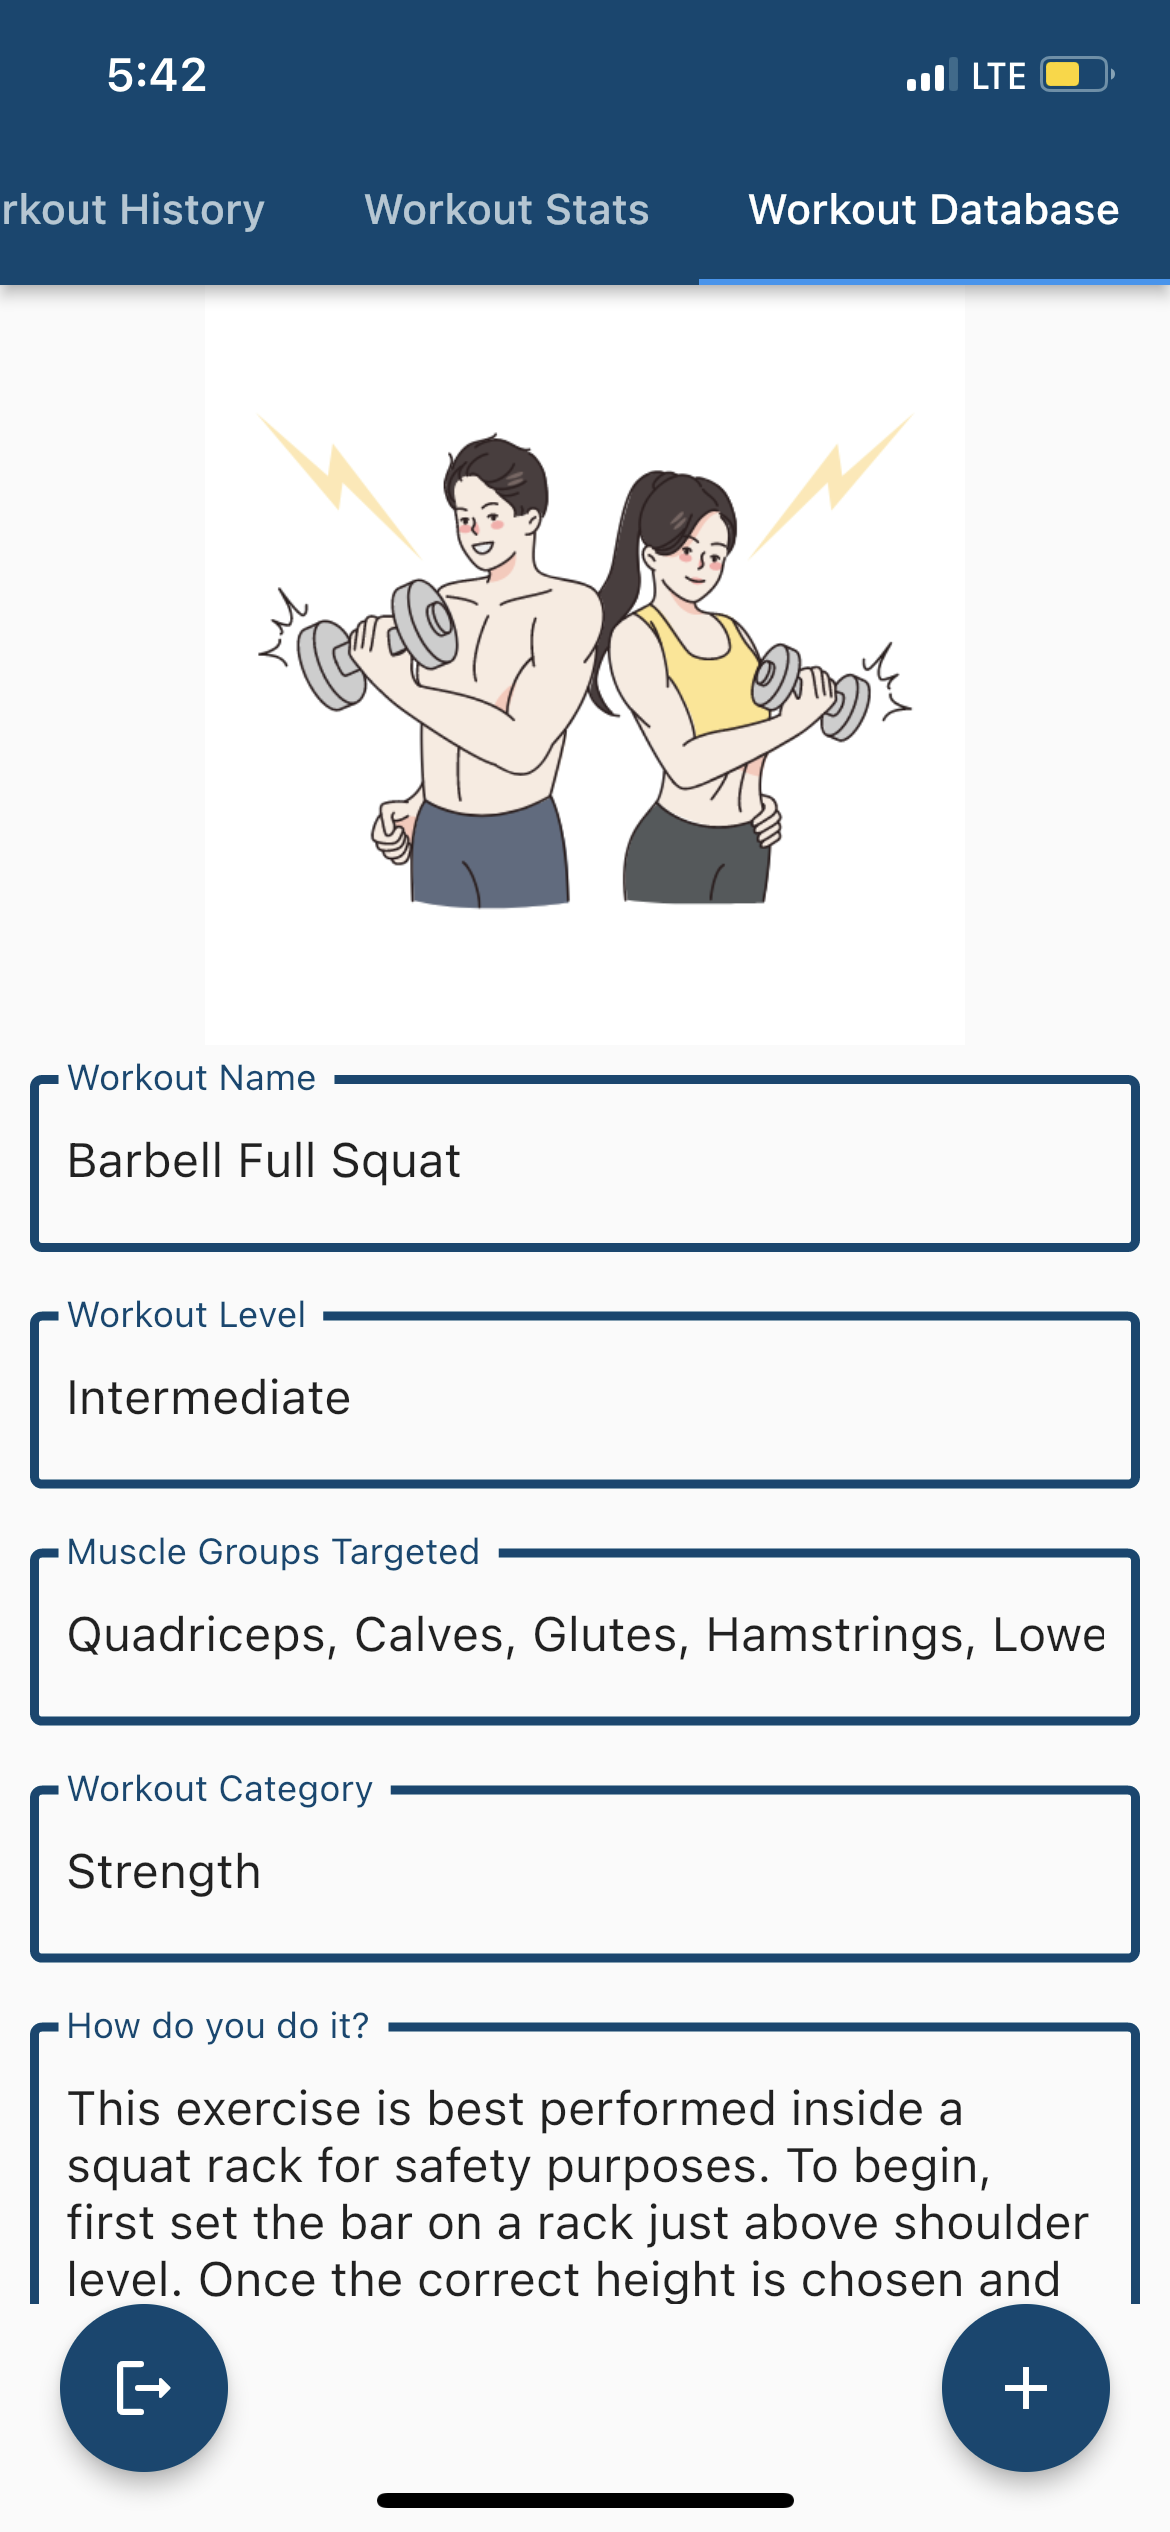 5:42
LTE
rkout History
Workout Stats
Workout Database
Workout Name
Barbell Full Squat
Workout Level
Intermediate
Muscle Groups Targeted
Quadriceps, Calves, Glutes, Hamstrings, Lowe
Workout Category
Strength
How do you do it?
This exercise is best performed inside a
squat rack for safety purposes. To begin,
first set the bar on a rack just above shoulder
level. Once the correct height is chosen and